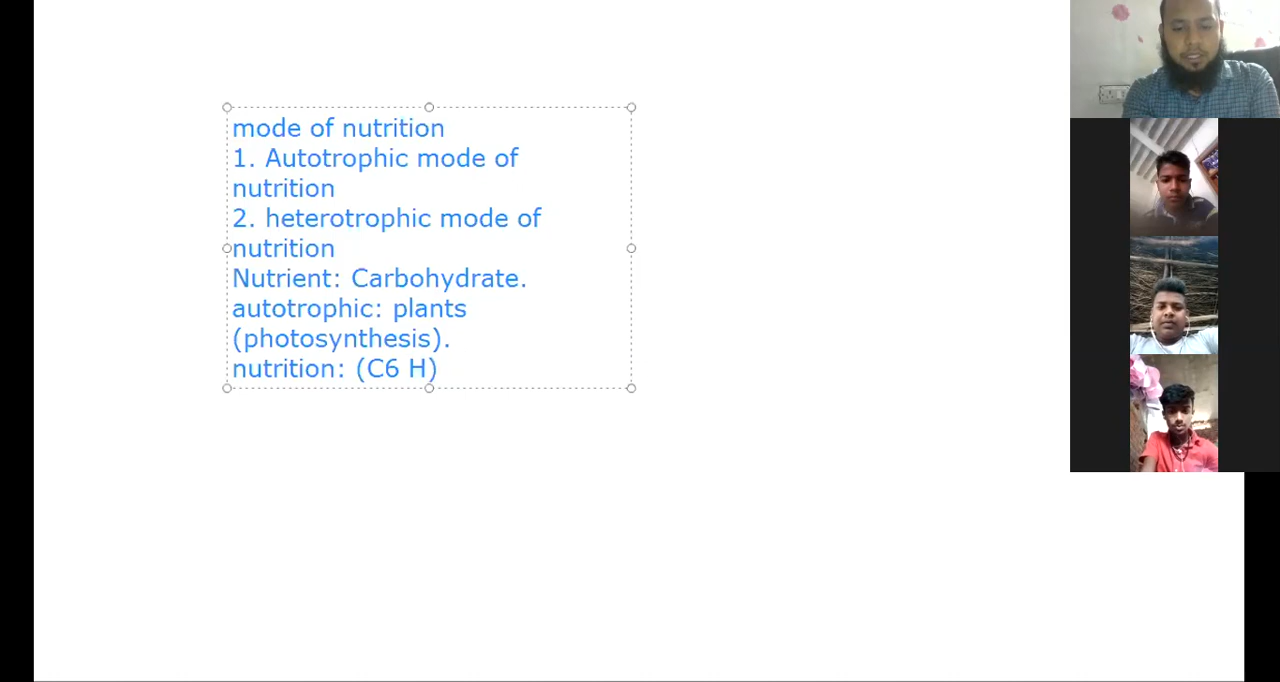 mode of nutrition
1. Autotrophic mode of
nutrition
2. heterotrophic mode of
nutrition
Nutrient: Carbohydrate.
autotrophic: plants
(photosynthesis).
nutrition: (C6 H)